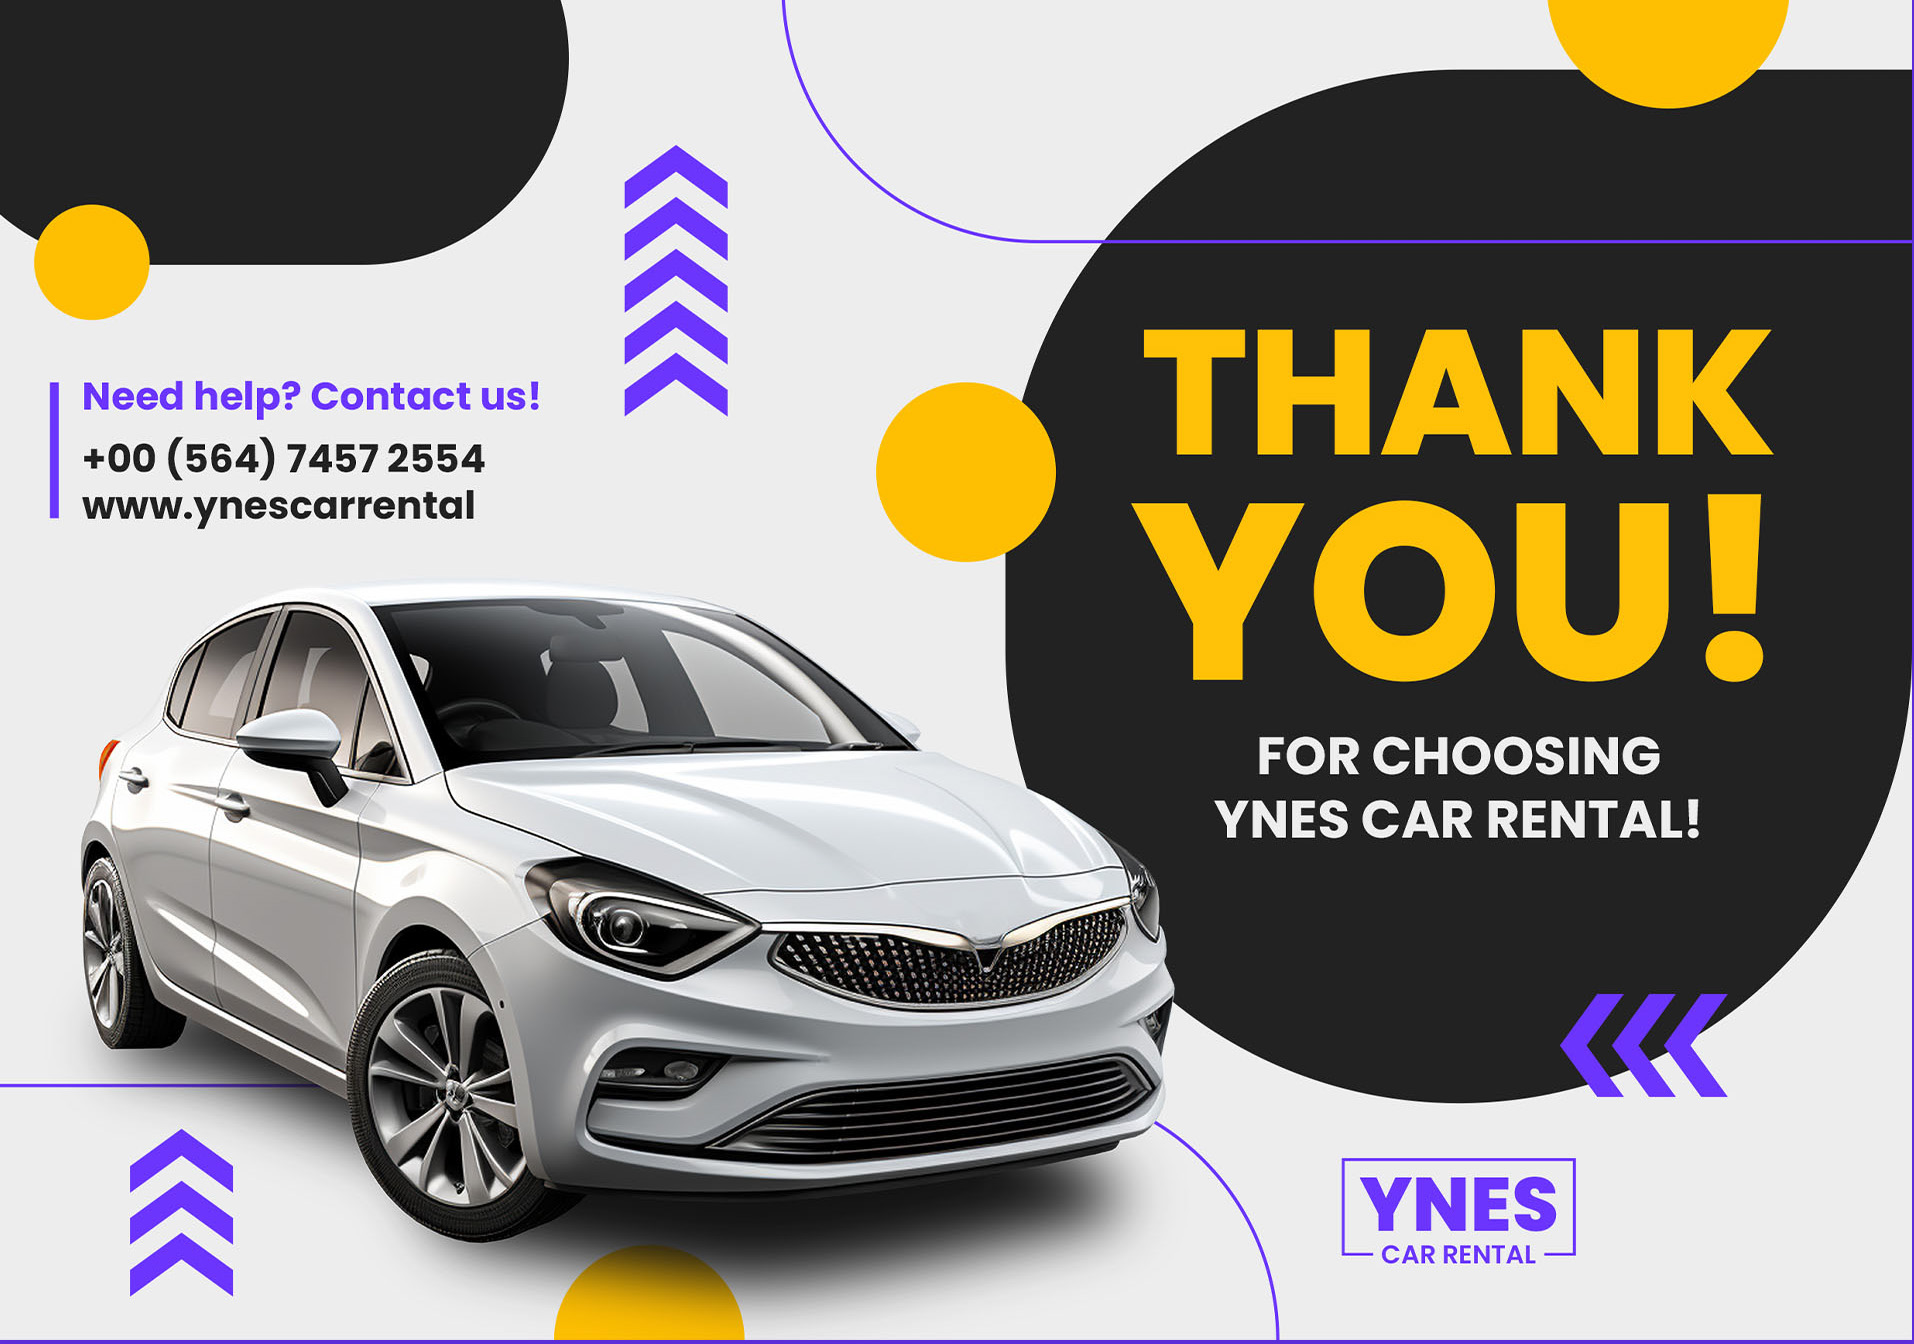 Need help? Contact us!
+00 (564) 7457 2554
www.ynescarrental
THANK
YOU!
FOR CHOOSING
YNES CAR RENTAL!
YNES
CAR RENTAL